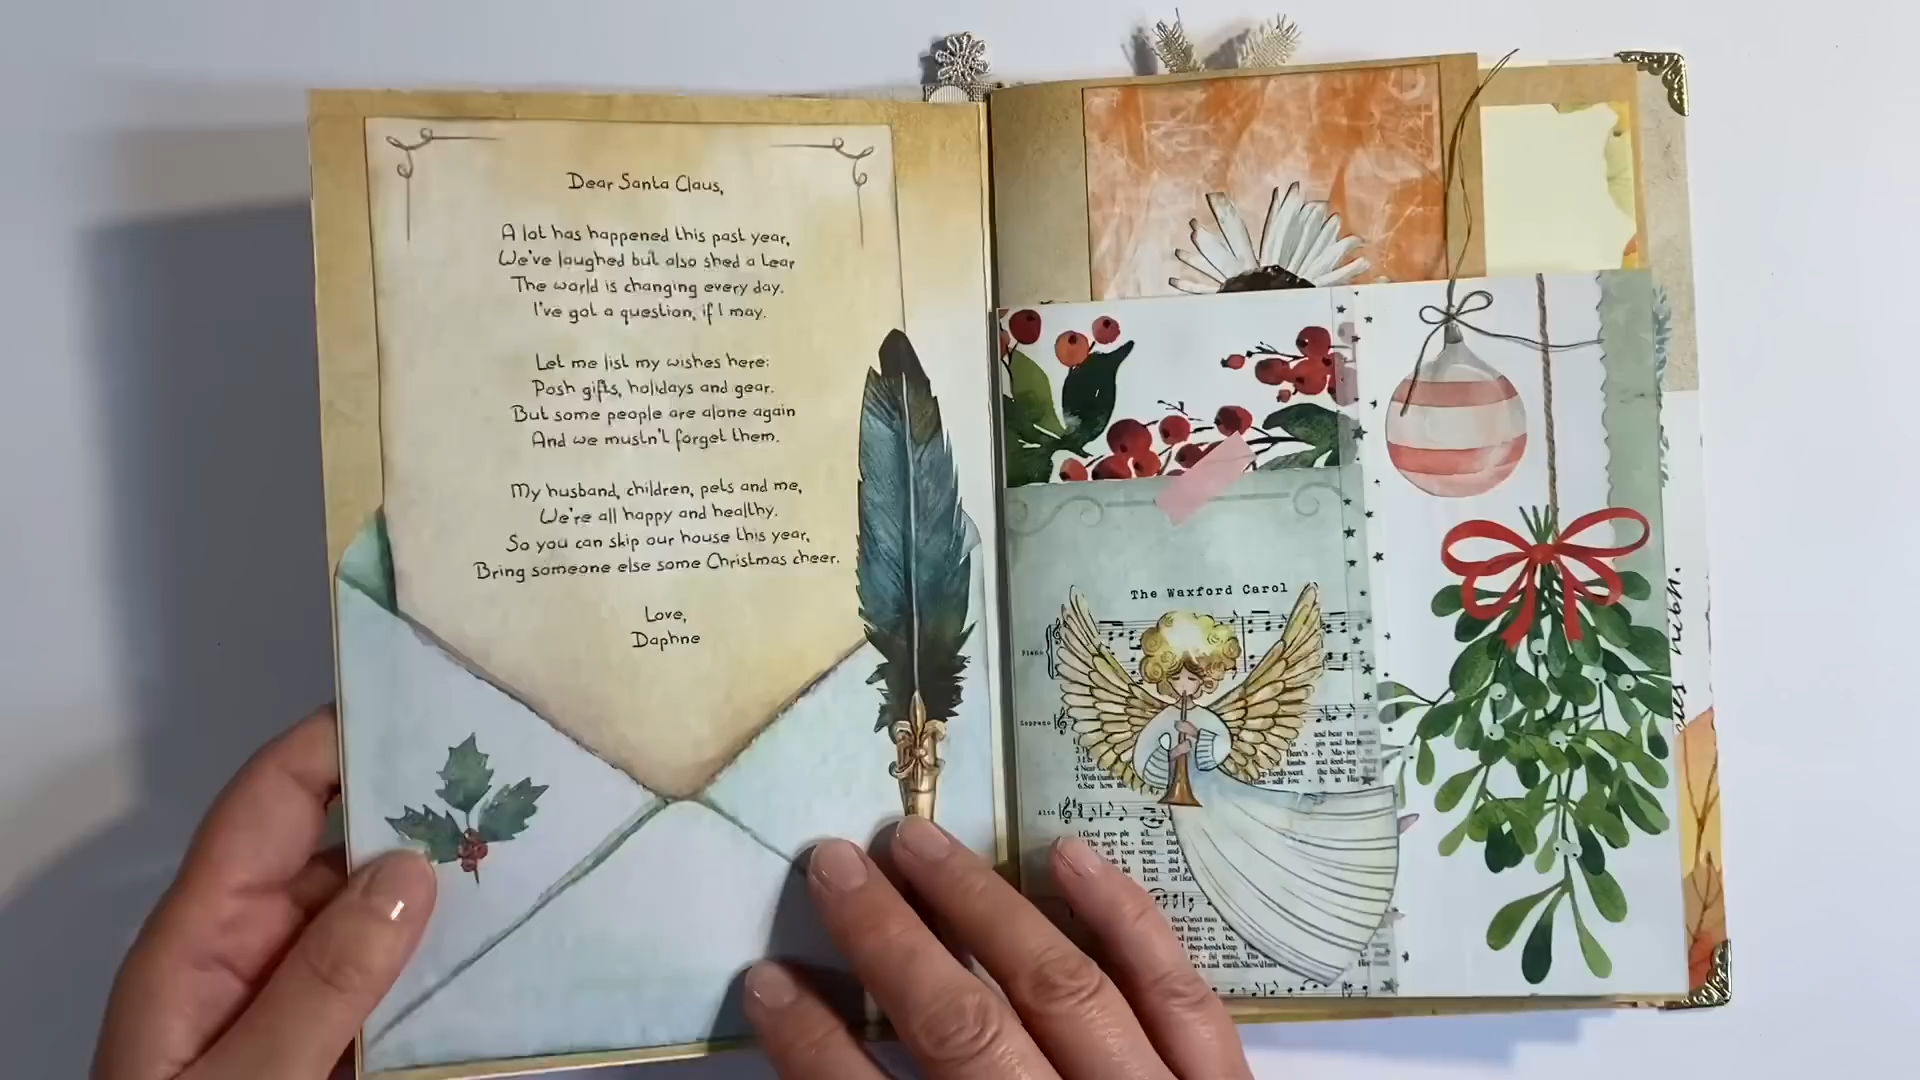 Dear Santa Claus,
A lot has happened this past year,
We've laughed but also shed a tear
The world is changing every day.
I've got a question, if I may.
Let me list my wishes here:
Posh gifts, holidays and gear.
But some people are alone again
And we mustn't forget them.
My husband, children, pets and me,
We're all happy and healthy.
So you can skip our house this year,
Bring someone else some Christmas cheer.
Love,
Daphne
The Waxford Carol
Piano
Soprano
Alto
nibh.